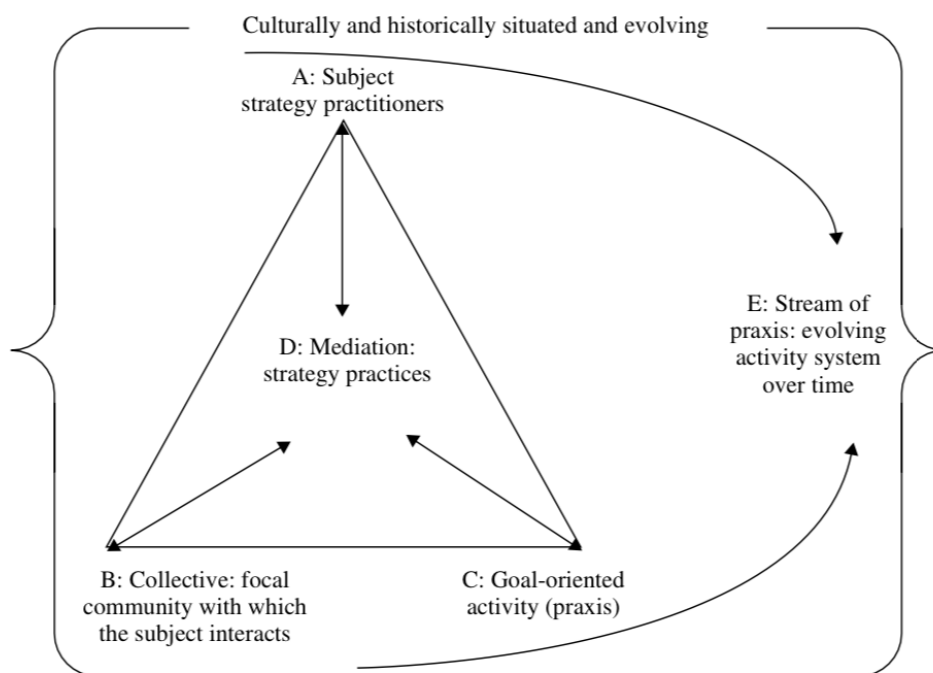 Culturally and historically situated and evolving
A: Subject
strategy practitioners
D: Mediation:
strategy practices
E: Stream of
praxis: evolving
activity system
over time
B: Collective: focal
community with which
the subject interacts
C: Goal-oriented
activity (praxis)